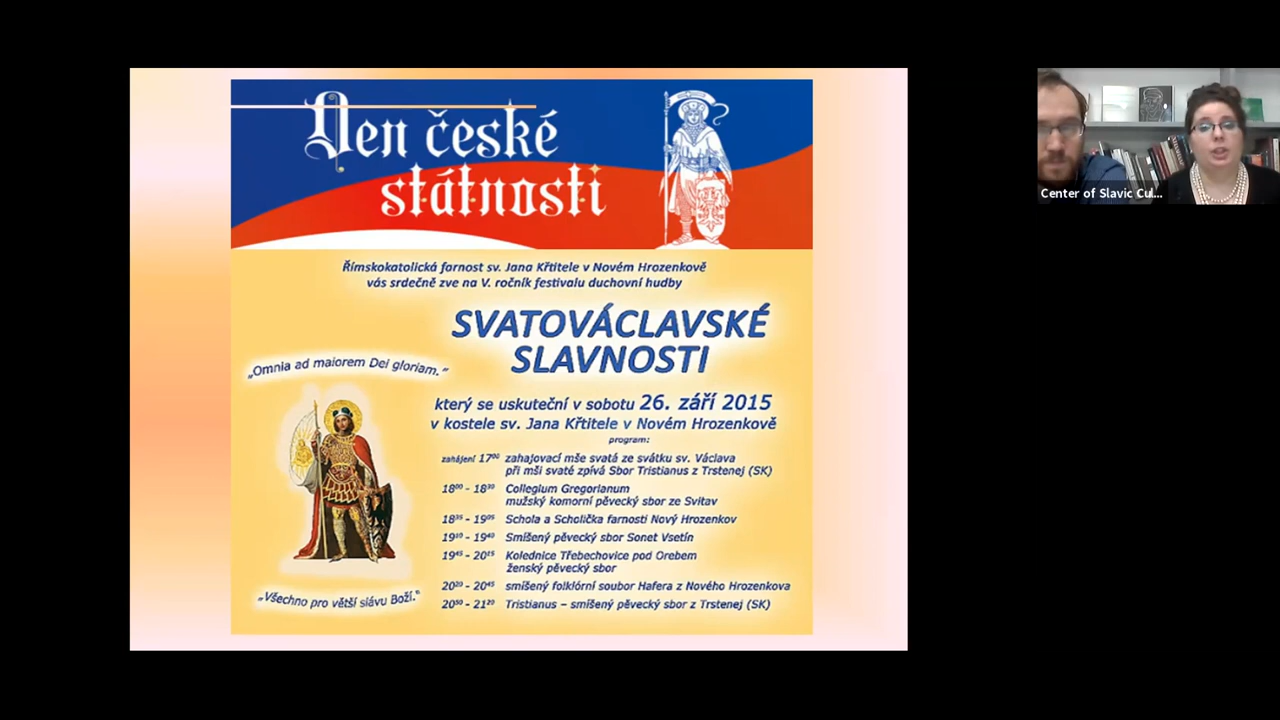 Den české
státnosti
Římskokatolická farnost sv. Jana Křtitele v Novém Hrozenkově
vás srdečně zve na V. ročník festivalu duchovní hudby
SVATOVÁCLAVSKÉ
SLAVNOSTI
„Omnia ad maiorem Dei gloriam.“
který se uskuteční v sobotu 26. září 2015
v kostele sv. Jana Křtitele v Novém Hrozenkově
program:
zahájení 17⁰⁰ zahajovací mše svatá ze svátku sv. Václava
při mši svaté zpívá Sbor Tristianus z Trstenej (SK)
18⁰⁰ - 18³⁰ Collegium Gregorianum
mužský komorní pěvecký sbor ze Svitav
18³⁵ - 19⁰⁵ Schola a Scholička farnosti Nový Hrozenkov
19¹⁰ - 19⁴⁰ Smíšený pěvecký sbor Sonet Vsetín
19⁴⁵ - 20¹⁵ Kolednice Třebechovice pod Orebem
ženský pěvecký sbor
20²⁰ - 20⁴⁵ smíšený folklórní soubor Hafera z Nového Hrozenkova
20⁵⁰ - 21²⁰ Tristianus – smíšený pěvecký sbor z Trstenej (SK)
„Všechno pro větší slávu Boží.“
Center of Slavic Cul...